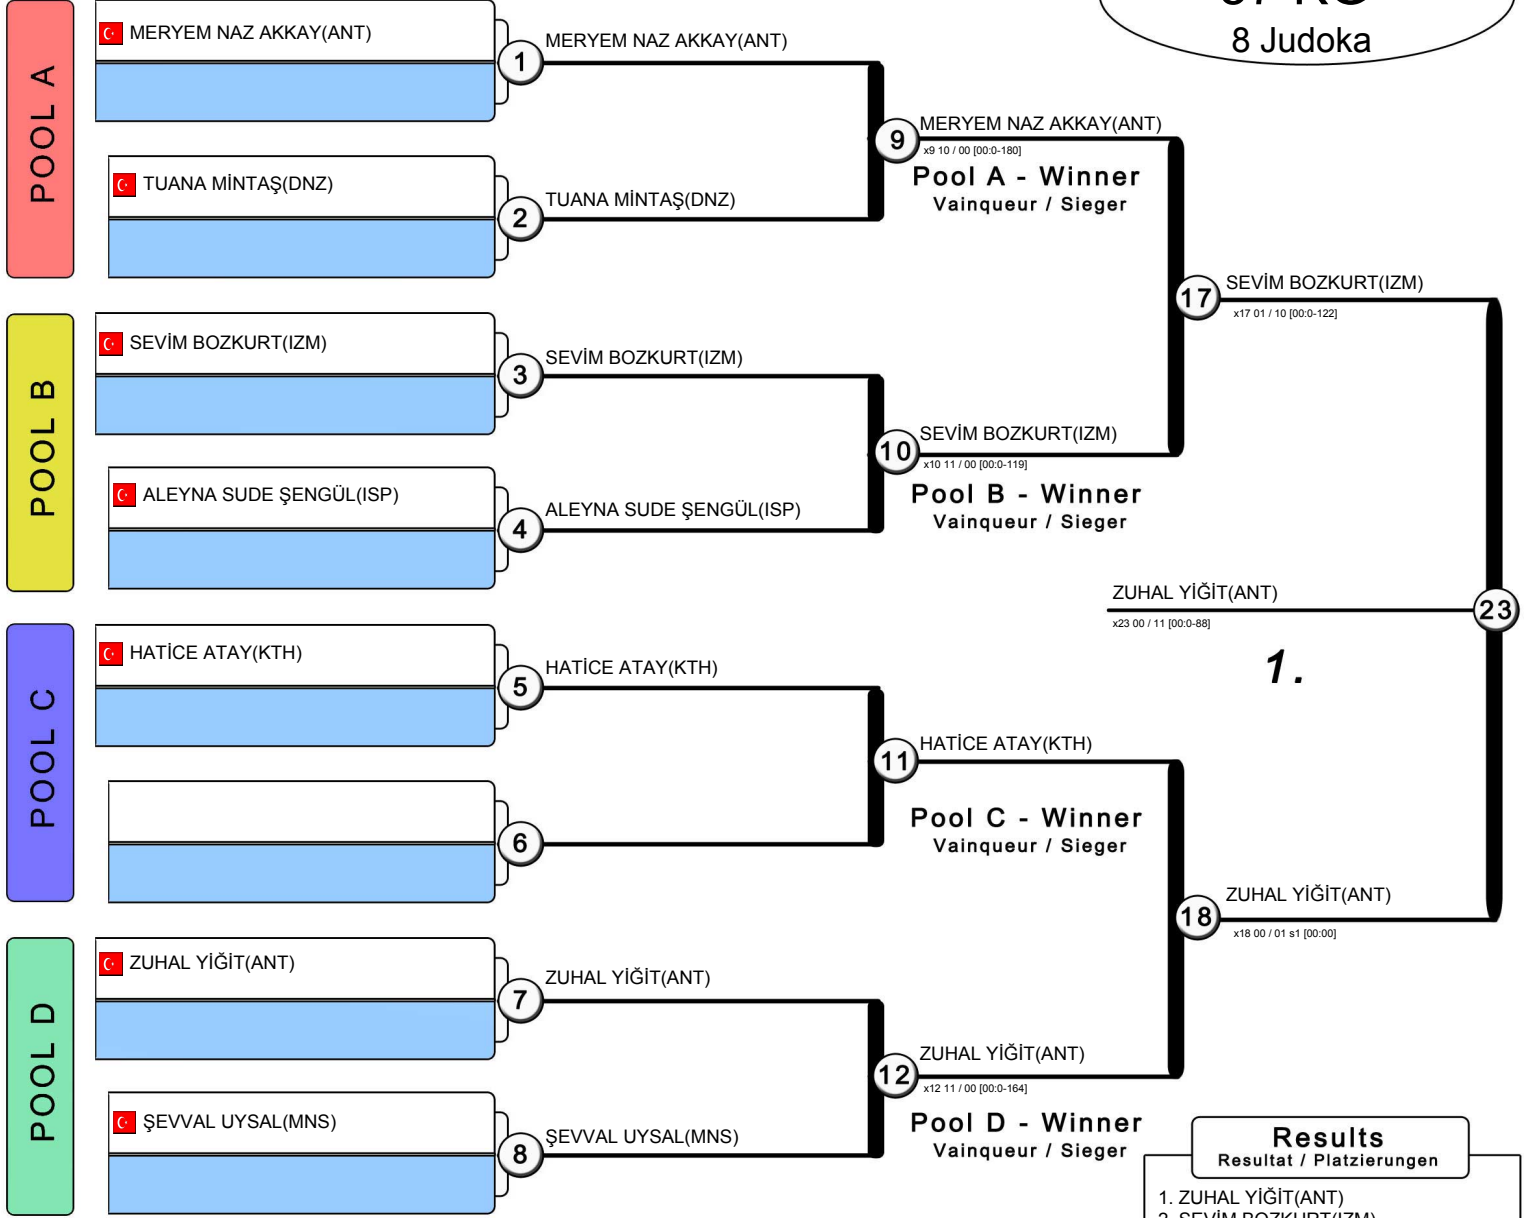 8 Judoka
POOL A
MERYEM NAZ AKKAY(ANT)
1
MERYEM NAZ AKKAY(ANT)
TUANA MİNTAŞ(DNZ)
2
TUANA MİNTAŞ(DNZ)
9
MERYEM NAZ AKKAY(ANT)
x9 10 / 00 [00:0-180]
Pool A - Winner
Vainqueur / Sieger
POOL B
SEVİM BOZKURT(IZM)
3
SEVİM BOZKURT(IZM)
ALEYNA SUDE ŞENGÜL(ISP)
4
ALEYNA SUDE ŞENGÜL(ISP)
10
SEVİM BOZKURT(IZM)
x10 11 / 00 [00:0-119]
Pool B - Winner
Vainqueur / Sieger
17
SEVİM BOZKURT(IZM)
x17 01 / 10 [00:0-122]
POOL C
HATİCE ATAY(KTH)
5
HATİCE ATAY(KTH)
6
11
HATİCE ATAY(KTH)
Pool C - Winner
Vainqueur / Sieger
POOL D
ZUHAL YİĞİT(ANT)
7
ZUHAL YİĞİT(ANT)
ŞEVVAL UYSAL(MNS)
8
ŞEVVAL UYSAL(MNS)
12
ZUHAL YİĞİT(ANT)
x12 11 / 00 [00:0-164]
Pool D - Winner
Vainqueur / Sieger
18
ZUHAL YİĞİT(ANT)
x18 00 / 01 s1 [00:00]
ZUHAL YİĞİT(ANT)
23
x23 00 / 11 [00:0-88]
1.
Results
Resultat / Platzierungen
1. ZUHAL YİĞİT(ANT)
2. SEVİM BOZKURT(IZM)